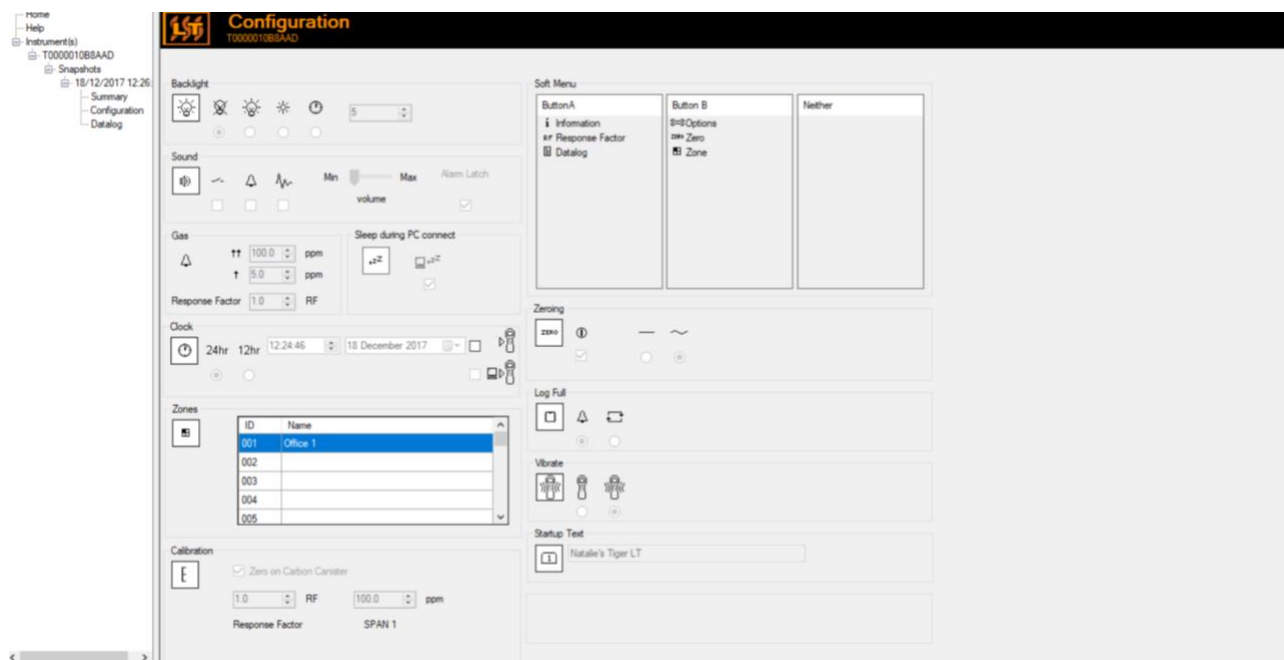 Home
Help
Instrument(s)
T0000010B8AAD
Snapshots
18/12/2017 12:26:
Summary
Configuration
Datalog
Configuration
T0000010B8AAD
Backlight
5
Sound
Min Max Alarm Latch
volume
Gas
100.0 ppm
5.0 ppm
Response Factor 1.0 RF
Sleep during PC connect
Clock
24hr 12hr 12:24:46 18 December 2017
Zones
ID Name
001 Office 1
002
003
004
005
Calibration
Zero on Carbon Canister
1.0 RF 100.0 ppm
Response Factor SPAN 1
Soft Menu
ButtonA Button B Neither
i Information Options
RF Response Factor ZERO Zero
Datalog Zone
Zeroing
ZERO
Log Full
Vibrate
Startup Text
1 Natalie's Tiger LT